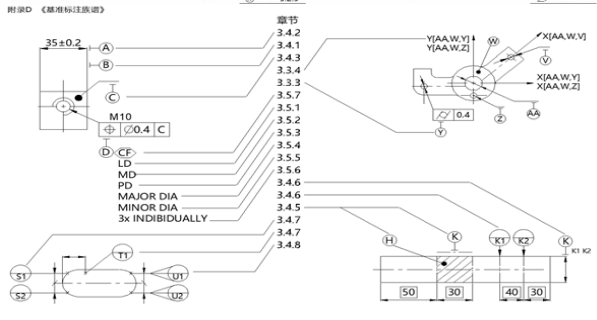 附录D 《基准标注族谱》
章节
3.4.2
3.4.1
3.4.3
3.3.4
3.3.3
3.5.7
3.5.1
3.5.2
3.5.3
3.5.4
3.5.5
3.5.6
3.4.6
3.4.6
3.4.5
3.4.7
3.4.7
3.4.8
35±0.2
A
B
C
M10
Ø0.4 C
D CF
LD
MD
PD
MAJOR DIA
MINOR DIA
3x INDIBIDUALLY
T1
S1
S2
U1
U2
Y[AA,W,Y]
Y[AA,W,Z]
W
X[AA,W,V]
V
X[AA,W,Y]
X[AA,W,Z]
0.4
Y
Z
AA
H
K
K1
K2
K
K1 K2
50
30
40
30